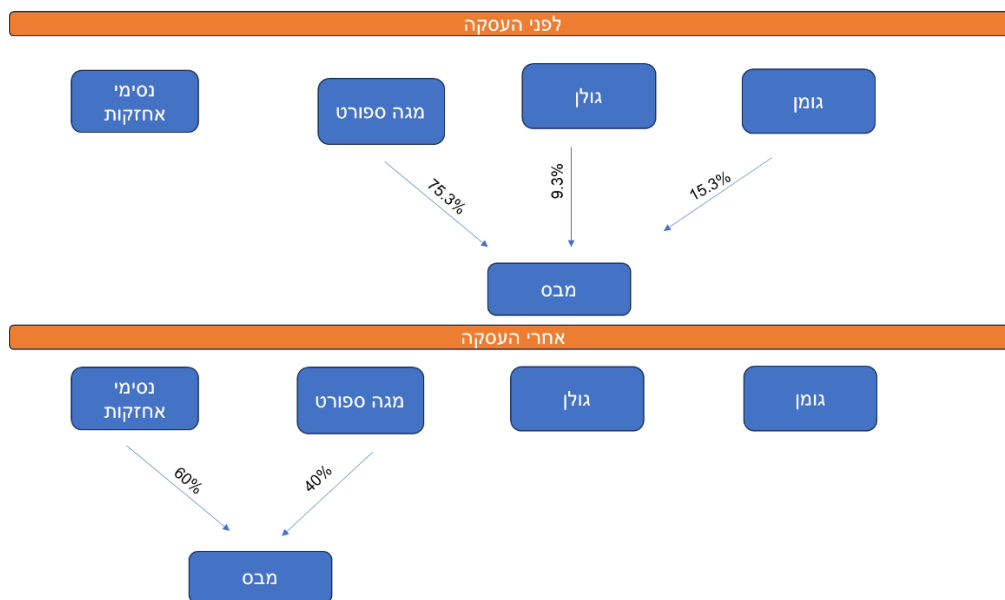 לפני העסקה
גומן
גולן
מגה ספורט
נסימי
אחזקות
15.3%
9.3%
75.3%
מבס
אחרי העסקה
גומן
גולן
מגה ספורט
נסימי
אחזקות
40%
60%
מבס